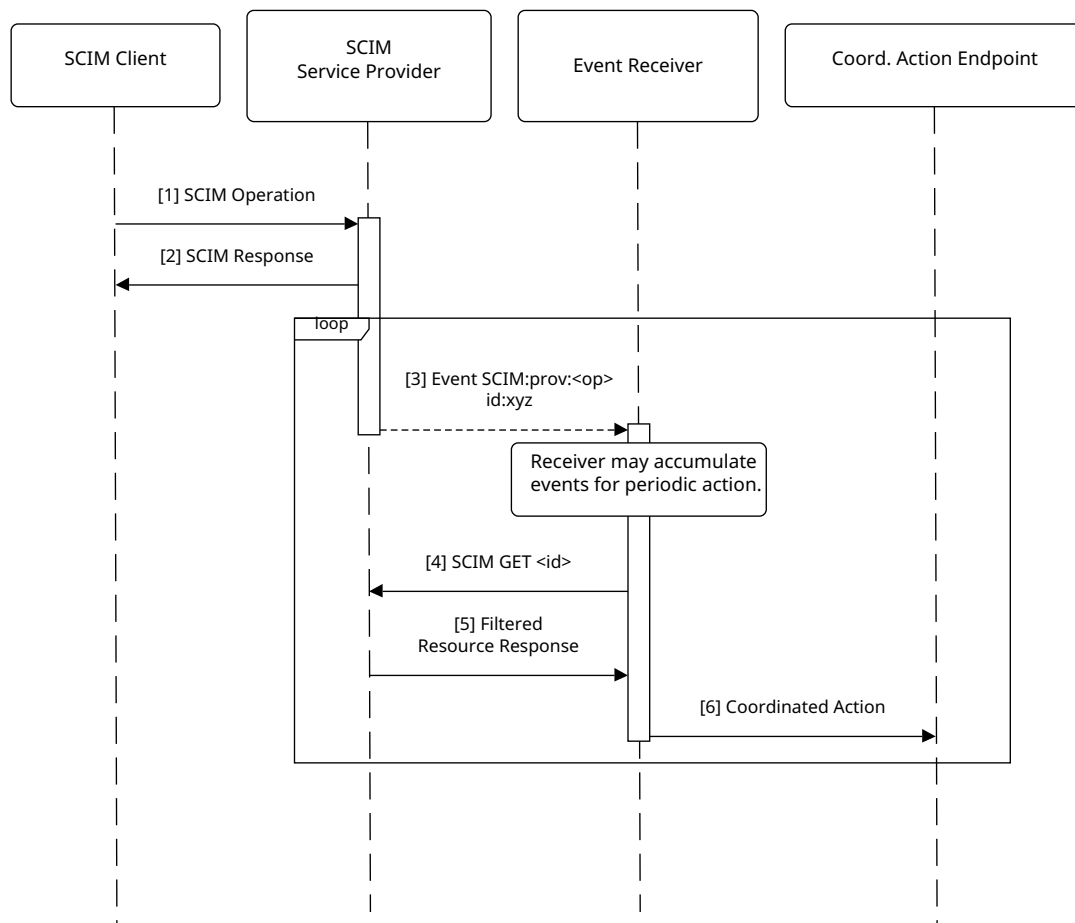 SCIM Client
SCIM
Service Provider
Event Receiver
Coord. Action Endpoint
[1] SCIM Operation
[2] SCIM Response
loop
[3] Event SCIM:prov:<op>
id:xyz
Receiver may accumulate
events for periodic action.
[4] SCIM GET <id>
[5] Filtered
Resource Response
[6] Coordinated Action